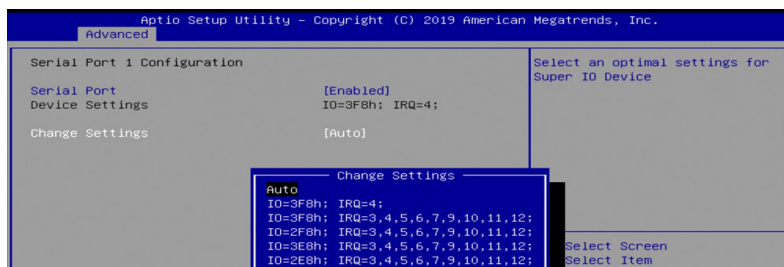 Aptio Setup Utility – Copyright (C) 2019 American Megatrends, Inc.
Advanced
Serial Port 1 Configuration
Serial Port [Enabled]
Device Settings IO=3F8h; IRQ=4;
Change Settings [Auto]
Select an optimal settings for
Super IO Device
Change Settings
Auto
IO=3F8h; IRQ=4;
IO=3F8h; IRQ=3,4,5,6,7,9,10,11,12;
IO=2F8h; IRQ=3,4,5,6,7,9,10,11,12;
IO=3E8h; IRQ=3,4,5,6,7,9,10,11,12;
IO=2E8h; IRQ=3,4,5,6,7,9,10,11,12;
Select Screen
Select Item